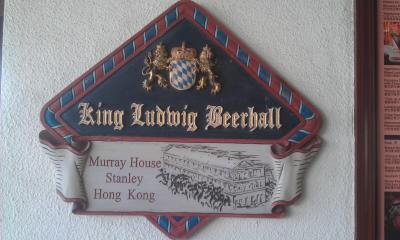 King Ludwig Beerhall
Murray House
Stanley
Hong Kong